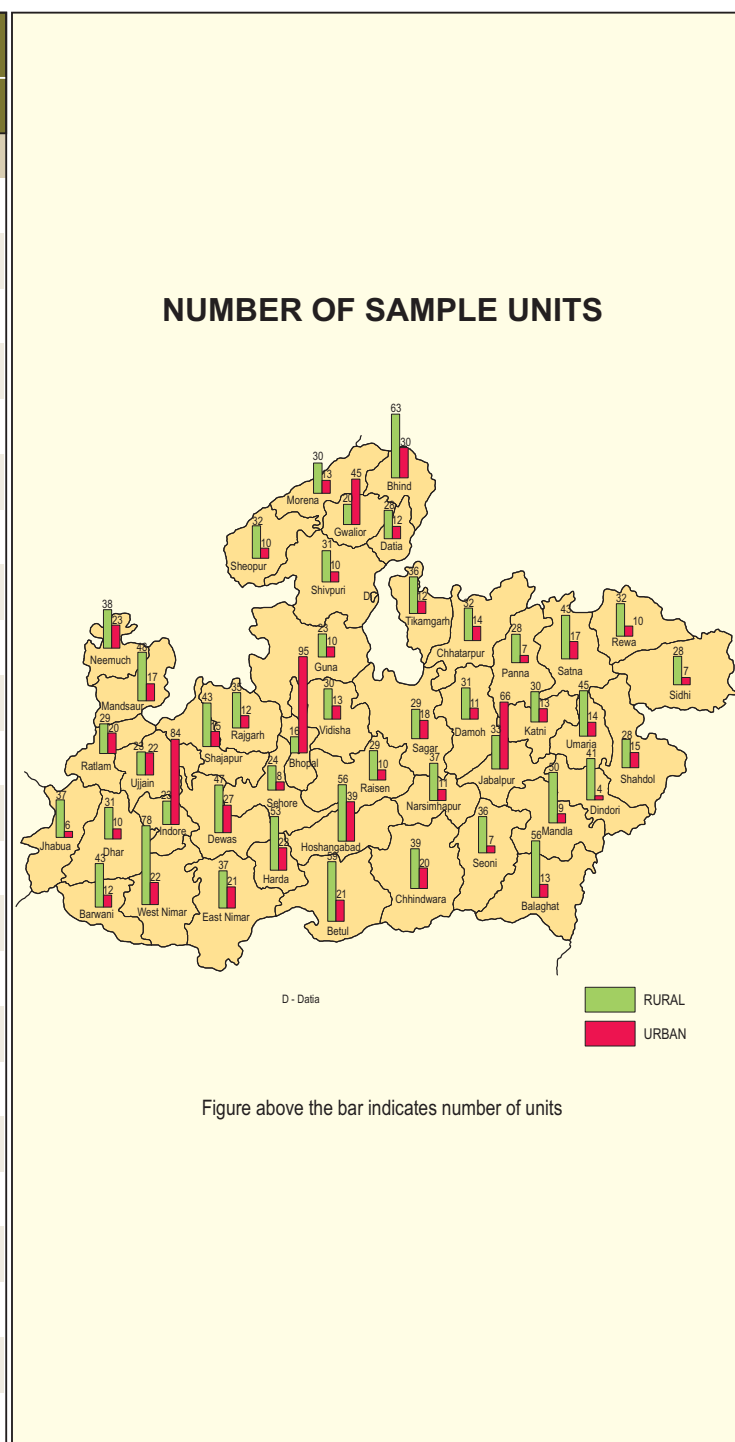 NUMBER OF SAMPLE UNITS
63
30
Bhind
30
13
Morena
20
45
Gwalior
28
12
Datia
32
10
Sheopur
31
10
Shivpuri
D
36
12
Tikamgarh
32
14
Chhatarpur
28
7
Panna
43
17
Satna
32
10
Rewa
28
7
Sidhi
38
23
Neemuch
48
17
Mandsaur
23
10
Guna
29
20
Ratlam
22
Ujjain
84
23
Indore
43
Shajapur
35
12
Rajgarh
95
16
Bhopal
30
13
Vidisha
24
8
Sehore
29
10
Raisen
29
18
Sagar
31
11
Damoh
66
33
Jabalpur
30
13
Katni
45
14
Umaria
28
15
Shahdol
41
4
Dindori
9
Mandla
37
11
Narsimhapur
36
7
Seoni
56
13
Balaghat
39
20
Chhindwara
56
39
Hoshangabad
53
Harda
59
21
Betul
47
27
Dewas
37
21
East Nimar
78
22
West Nimar
43
12
Barwani
31
10
Dhar
37
6
Jhabua
D - Datia
RURAL
URBAN
Figure above the bar indicates number of units